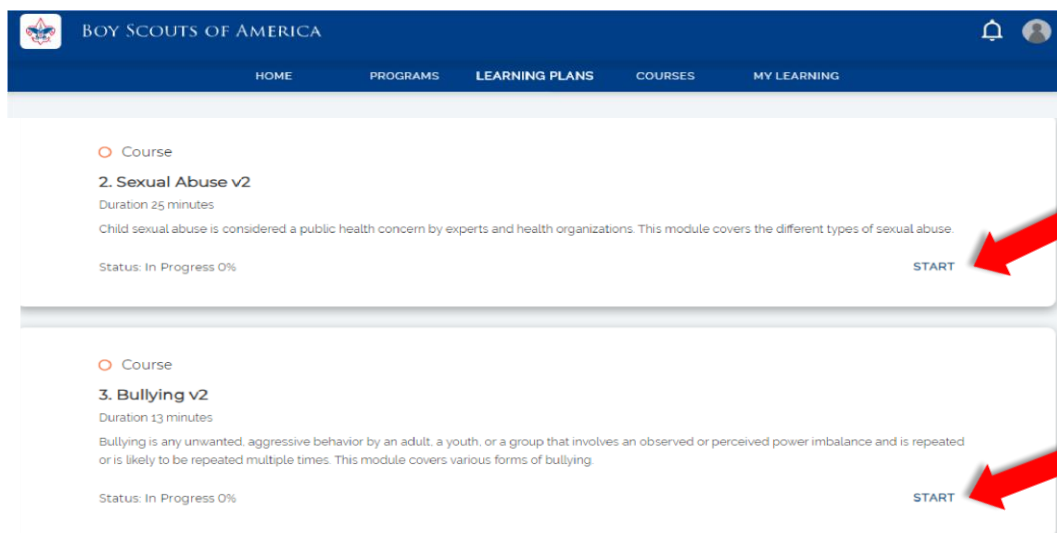 BOY SCOUTS OF AMERICA
HOME PROGRAMS LEARNING PLANS COURSES MY LEARNING
Course
2. Sexual Abuse v2
Duration 25 minutes
Child sexual abuse is considered a public health concern by experts and health organizations. This module covers the different types of sexual abuse.
Status: In Progress 0% START
Course
3. Bullying v2
Duration 13 minutes
Bullying is any unwanted, aggressive behavior by an adult, a youth, or a group that involves an observed or perceived power imbalance and is repeated
or is likely to be repeated multiple times. This module covers various forms of bullying.
Status: In Progress 0% START